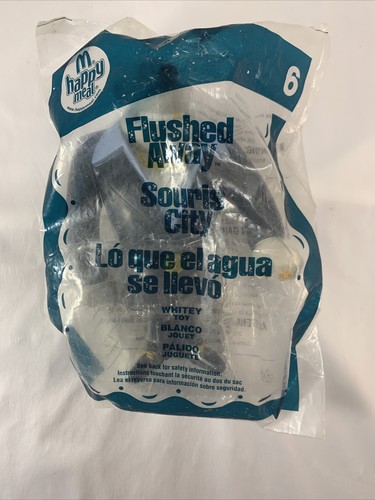 M
happy
meal
6
Flushed
Away
Souris
City
Ló que el agua
se llevó
WHITEY
TOY
BLANCO
JOUET
PÁLIDO
JUGUETE
See back for safety information.
Instructions touchant la sécurité au dos du sac
Lea el reverso para información sobre seguridad.